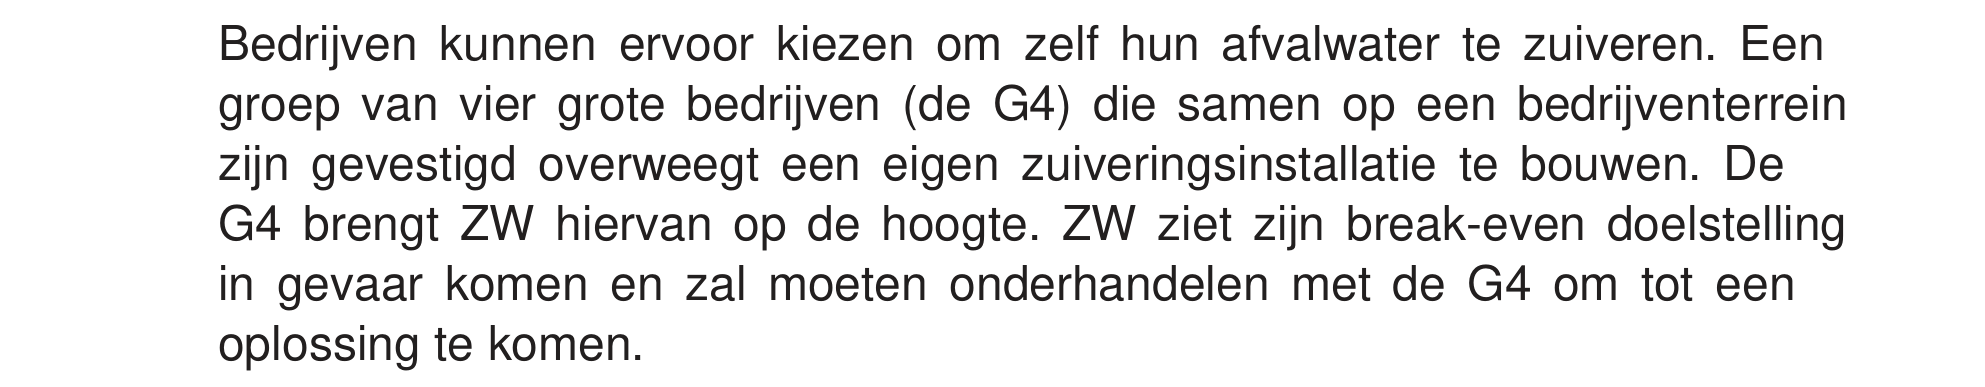 Bedrijven kunnen ervoor kiezen om zelf hun afvalwater te zuiveren. Een
groep van vier grote bedrijven (de G4) die samen op een bedrijventerrein
zijn gevestigd overweegt een eigen zuiveringsinstallatie te bouwen. De
G4 brengt ZW hiervan op de hoogte. ZW ziet zijn break-even doelstelling
in gevaar komen en zal moeten onderhandelen met de G4 om tot een
oplossing te komen.